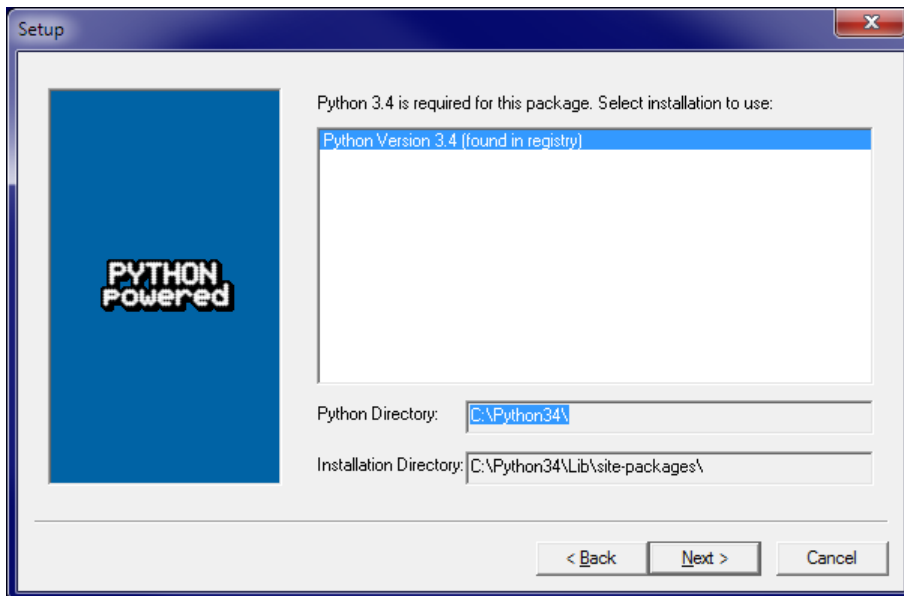 Setup
Python 3.4 is required for this package. Select installation to use:
Python Version 3.4 (found in registry)
PYTHON
powered
Python Directory: C:\Python34\
Installation Directory: C:\Python34\Lib\site-packages\
< Back Next > Cancel